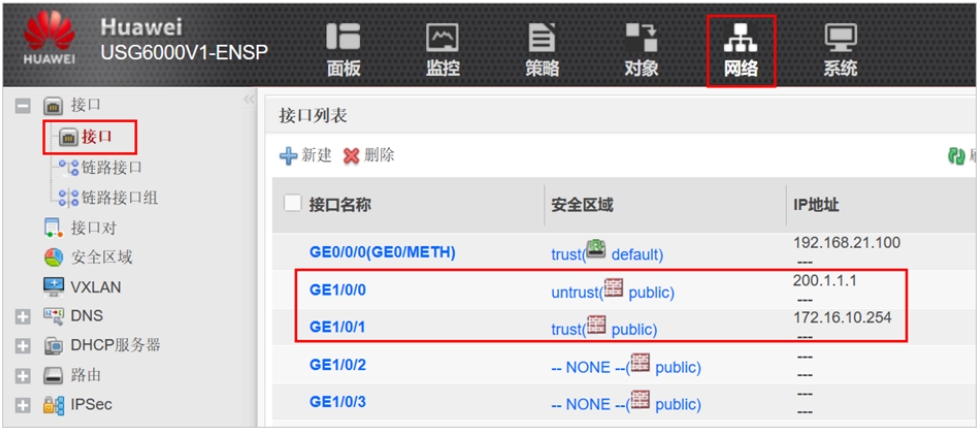 HUAWEI
Huawei
USG6000V1-ENSP
面板
监控
策略
对象
网络
系统
接口
接口
链路接口
链路接口组
接口对
安全区域
VXLAN
DNS
DHCP服务器
路由
IPSec
接口列表
新建 删除
接口名称 安全区域 IP地址
GE0/0/0(GE0/METH) trust( default) 192.168.21.100
---
GE1/0/0 untrust( public) 200.1.1.1
---
GE1/0/1 trust( public) 172.16.10.254
---
GE1/0/2 -- NONE --( public) ---
---
GE1/0/3 -- NONE --( public) ---
---